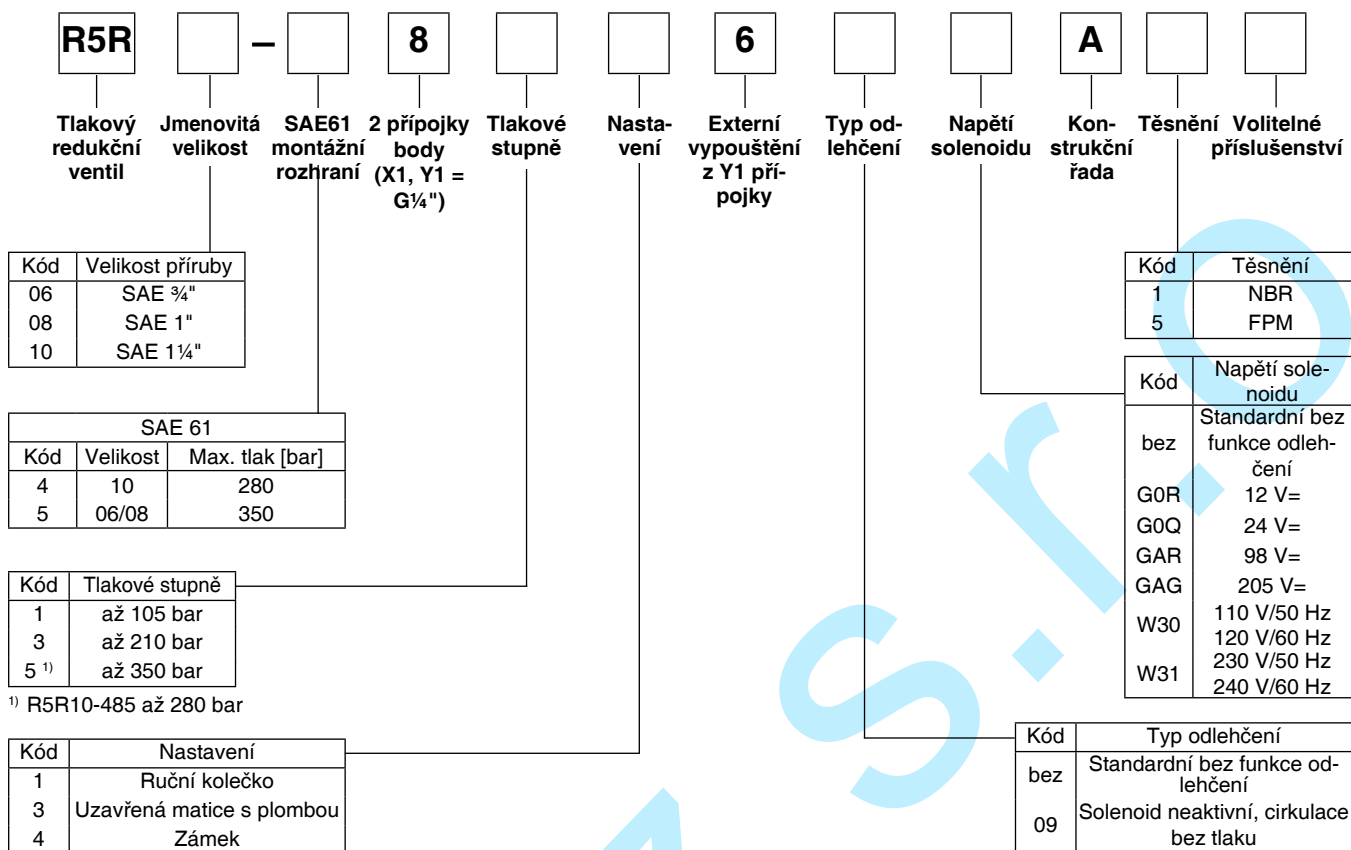 R5R – 8 6 A
Tlakový redukční ventil
Jmenovitá velikost
SAE61 montážní rozhraní
2 přípojky body (X1, Y1 = G¼")
Tlakové stupně
Nasta-
vení
Externí vypouštění z Y1 pří-
pojky
Typ od-
lehčení
Napětí solenoidu
Kon-
strukční řada
Těsnění
Volitelné příslušenství
Kód Velikost příruby
06 SAE ¾"
08 SAE 1"
10 SAE 1¼"
SAE 61
Kód Velikost Max. tlak [bar]
4 10 280
5 06/08 350
Kód Tlakové stupně
1 až 105 bar
3 až 210 bar
5 1) až 350 bar
1) R5R10-485 až 280 bar
Kód Nastavení
1 Ruční kolečko
3 Uzavřená matice s plombou
4 Zámek
Kód Těsnění
1 NBR
5 FPM
Kód Napětí sole-
noidu
bez Standardní bez
funkce odleh-
čení
G0R 12 V=
G0Q 24 V=
GAR 98 V=
GAG 205 V=
W30 110 V/50 Hz
120 V/60 Hz
W31 230 V/50 Hz
240 V/60 Hz
Kód Typ odlehčení
bez Standardní bez funkce od-
lehčení
09 Solenoid neaktivní, cirkulace
bez tlaku
s.r.o